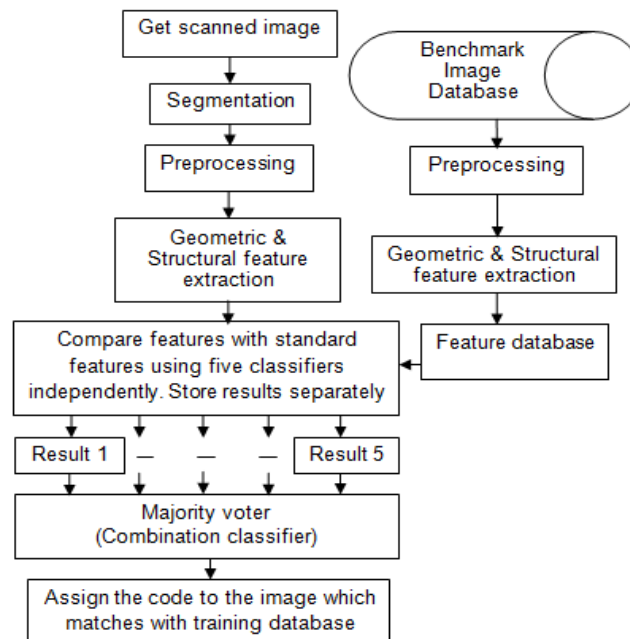 Get scanned image
Segmentation
Preprocessing
Geometric &
Structural feature
extraction
Benchmark
Image
Database
Preprocessing
Geometric & Structural
feature extraction
Feature database
Compare features with standard
features using five classifiers
independently. Store results separately
Result 1
— — —
Result 5
Majority voter
(Combination classifier)
Assign the code to the image which
matches with training database